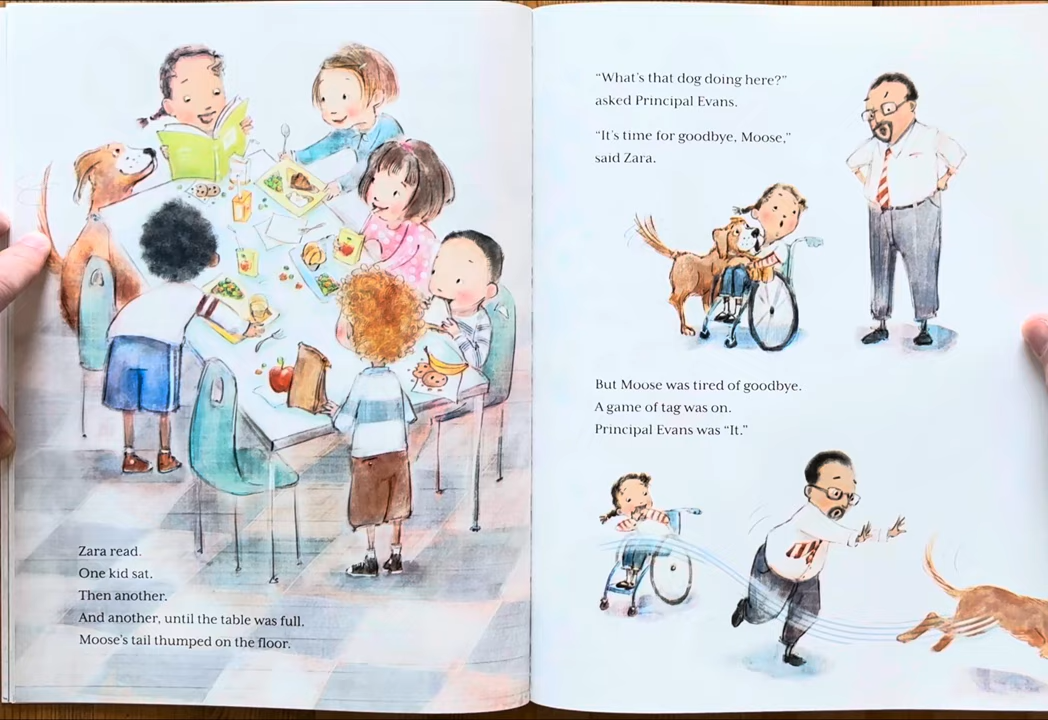 Zara read.
One kid sat.
Then another.
And another, until the table was full.
Moose's tail thumped on the floor.
“What's that dog doing here?”
asked Principal Evans.
“It's time for goodbye, Moose,”
said Zara.
But Moose was tired of goodbye.
A game of tag was on.
Principal Evans was “It.”